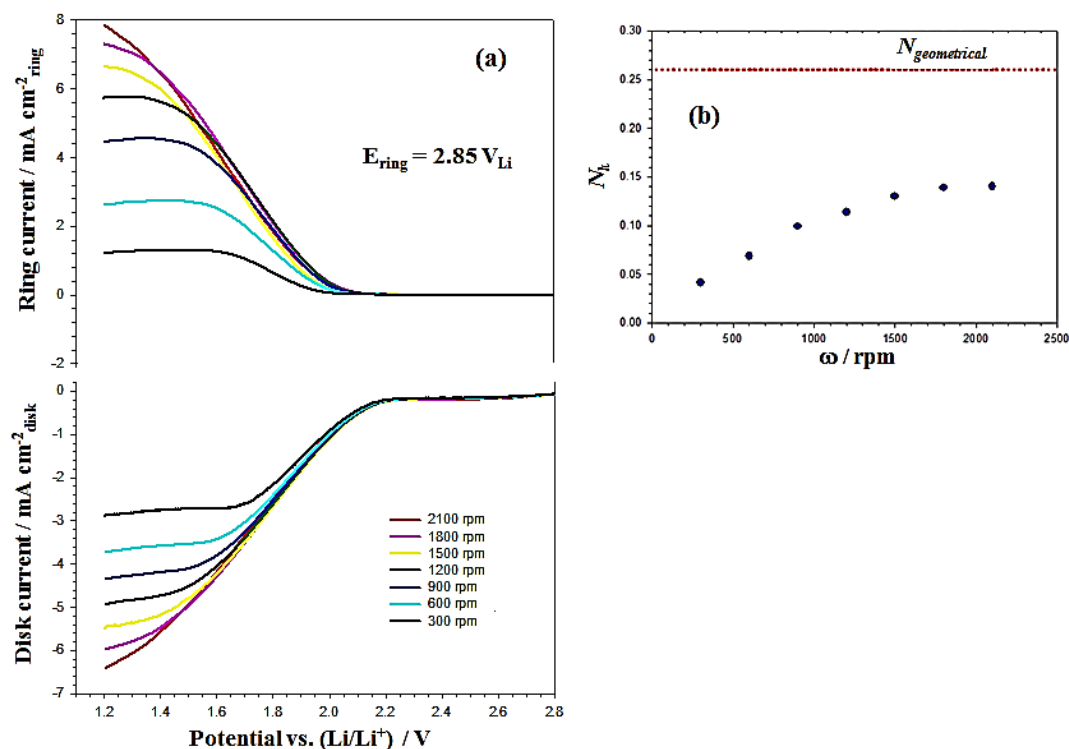 (a)
Ring current / mA cm⁻²ring
8
6
4
2
0
-2
E ring = 2.85 V Li
Disk current / mA cm⁻²disk
0
-1
-2
-3
-4
-5
-6
-7
2100 rpm
1800 rpm
1500 rpm
1200 rpm
900 rpm
600 rpm
300 rpm
1.2 1.4 1.6 1.8 2.0 2.2 2.4 2.6 2.8
Potential vs. (Li/Li⁺) / V
(b)
N geometrical
Nₕ
0.30
0.25
0.20
0.15
0.10
0.05
0.00
0 500 1000 1500 2000 2500
ω / rpm